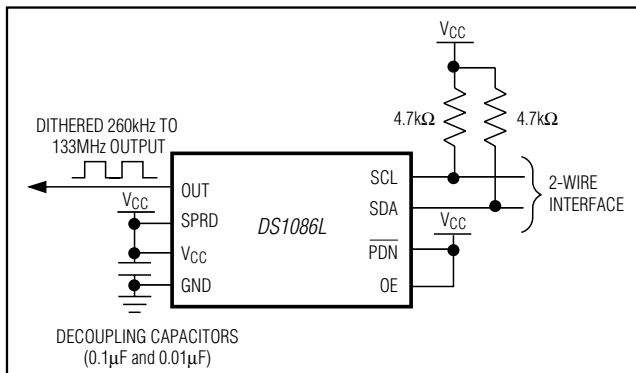 VCC
4.7kΩ
4.7kΩ
DITHERED 260kHz TO
133MHz OUTPUT
OUT
SCL
2-WIRE
INTERFACE
VCC
SPRD
DS1086L
SDA
VCC
VCC
PDN
GND
OE
DECOUPLING CAPACITORS
(0.1μF and 0.01μF)